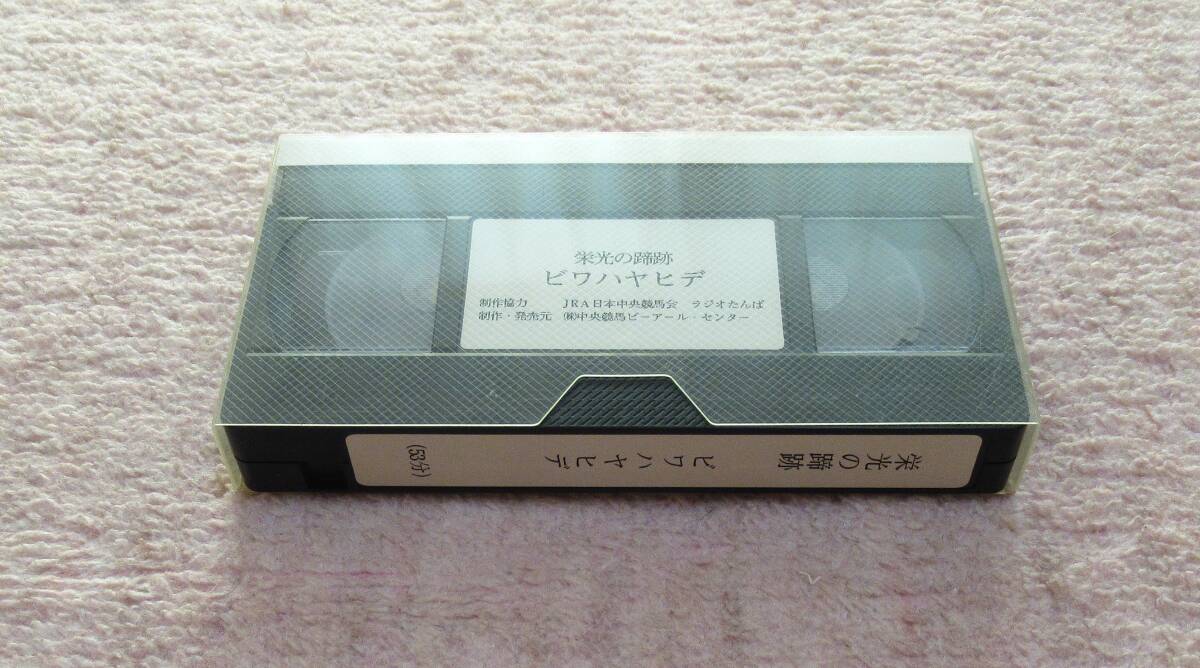 栄光の蹄跡
ビワハヤヒデ
制作協力 JRA日本中央競馬会 ラジオたんぱ
制作・発売元 ㈱中央競馬ピーアール・センター
栄光の蹄跡 ビワハヤヒデ (53分)